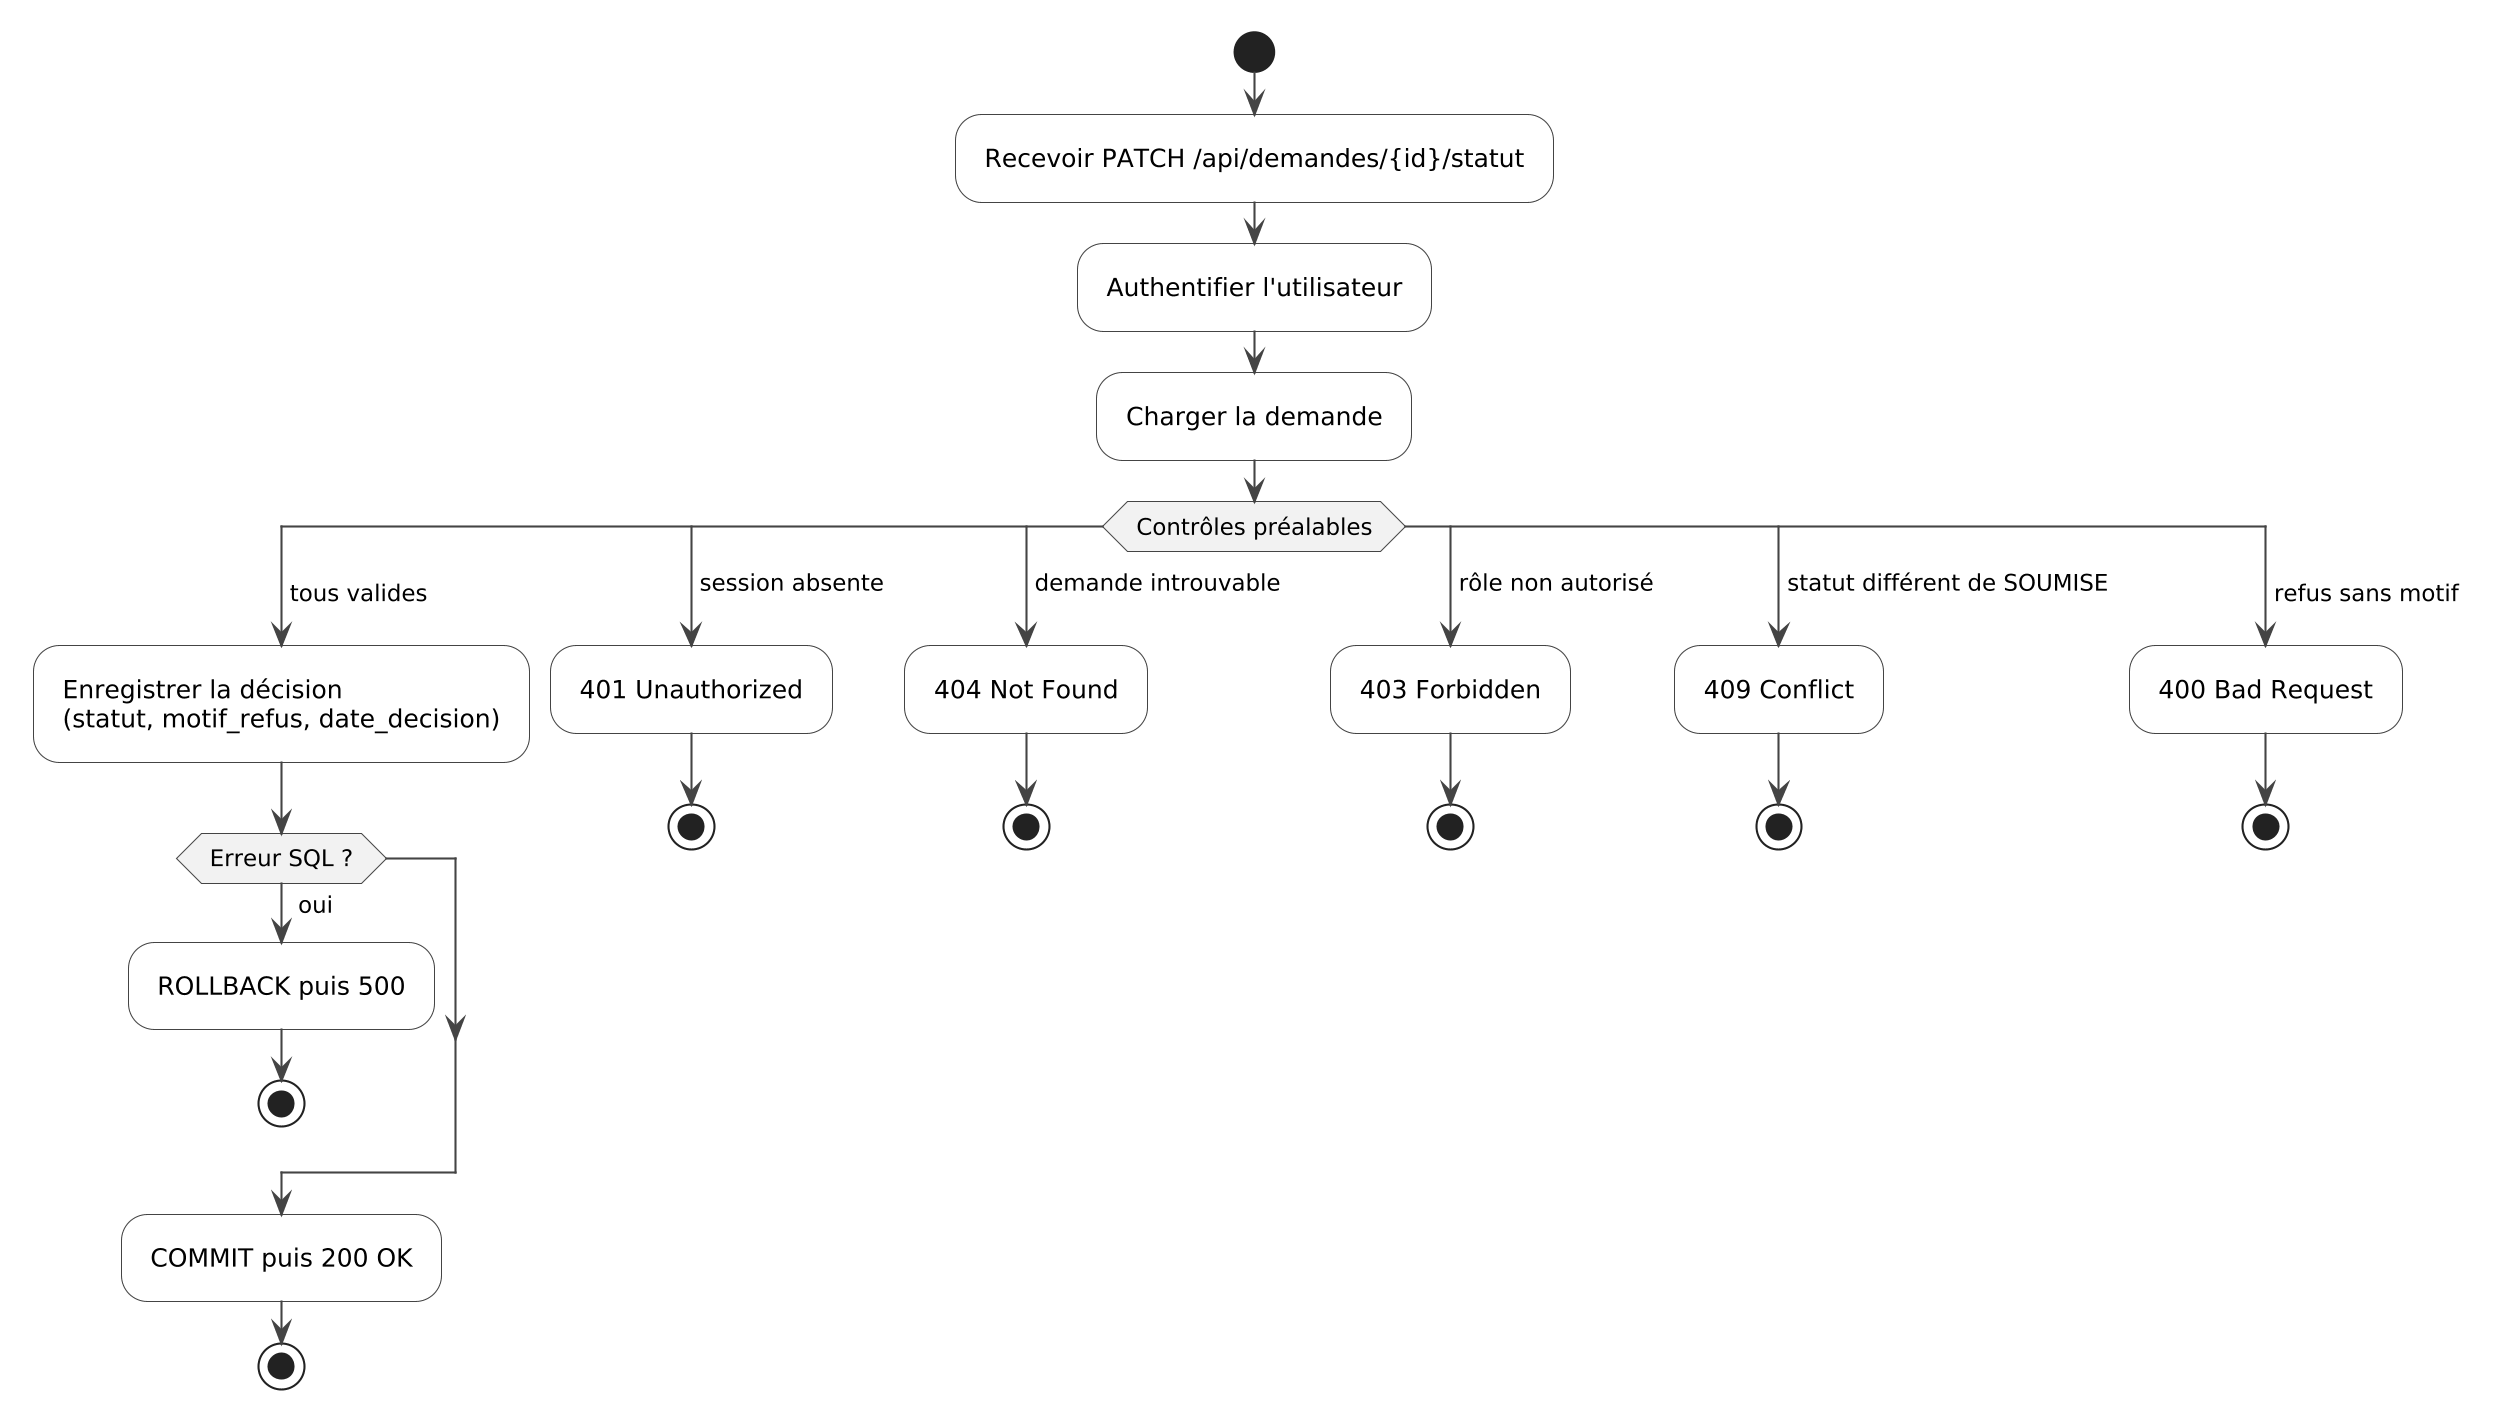 Recevoir PATCH /api/demandes/{id}/statut
Authentifier l'utilisateur
Charger la demande
Contrôles préalables
tous valides
session absente
demande introuvable
rôle non autorisé
statut différent de SOUMISE
refus sans motif
Enregistrer la décision
(statut, motif_refus, date_decision)
401 Unauthorized
404 Not Found
403 Forbidden
409 Conflict
400 Bad Request
Erreur SQL ?
oui
ROLLBACK puis 500
COMMIT puis 200 OK